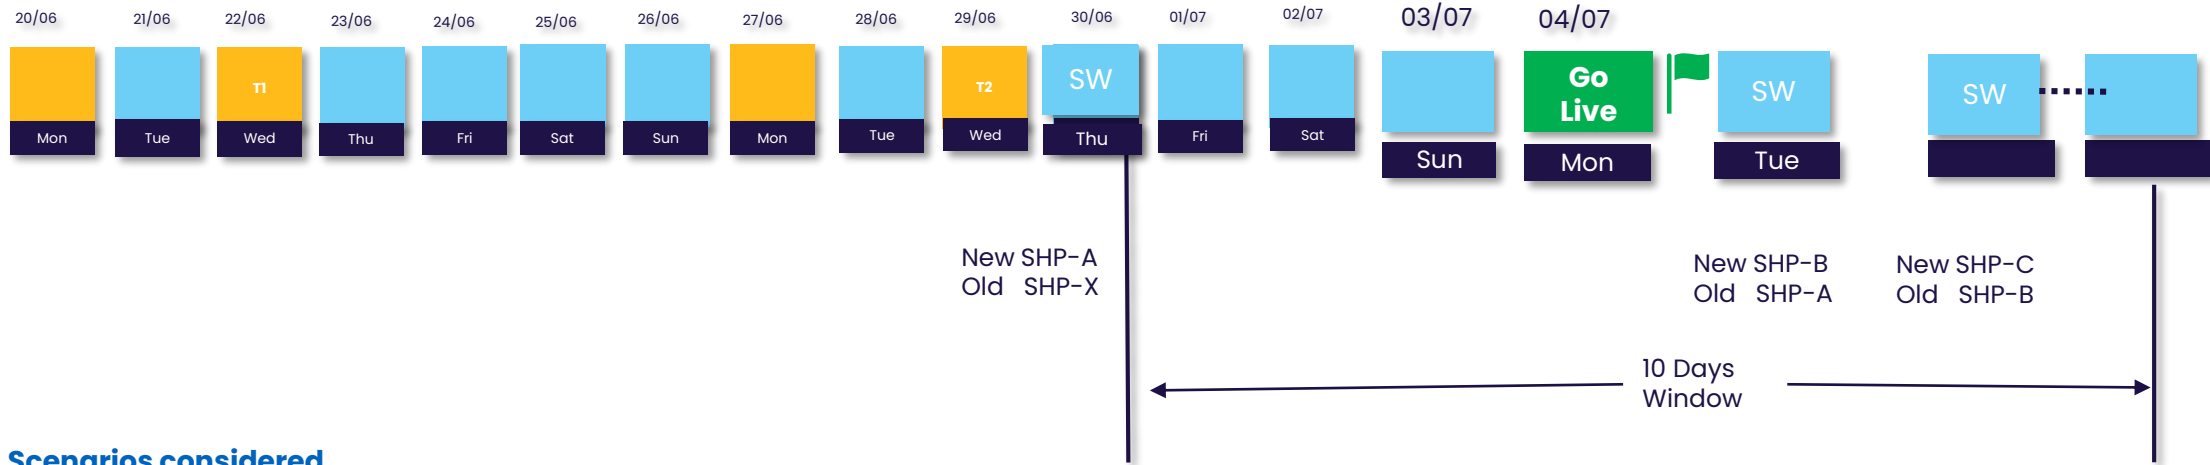 20/06 21/06 22/06 23/06 24/06 25/06 26/06 27/06 28/06 29/06 30/06 01/07 02/07 03/07 04/07
T1 T2 SW Go Live SW SW
Mon Tue Wed Thu Fri Sat Sun Mon Tue Wed Thu Fri Sat Sun Mon Tue
New SHP-A New SHP-B New SHP-C
Old SHP-X Old SHP-A Old SHP-B
10 Days
Window
Scenarios considered